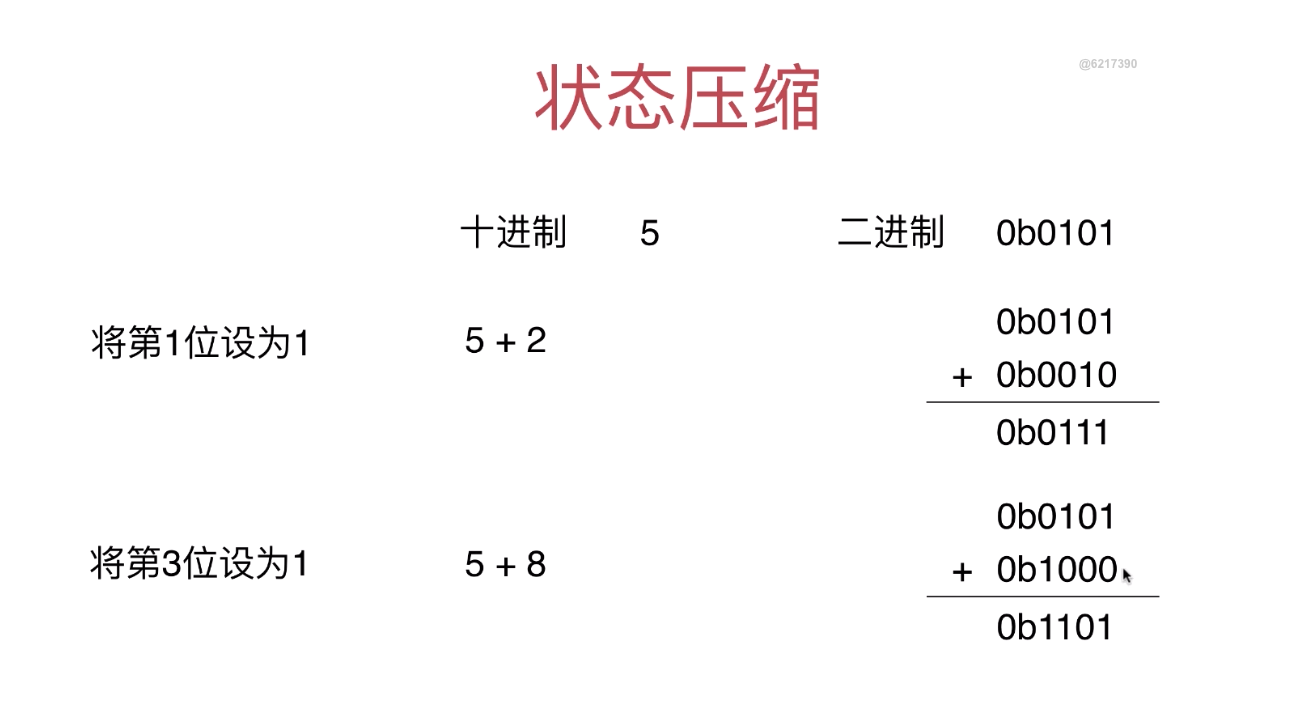 @6217390
状态压缩
十进制 5 二进制 0b0101
将第1位设为1 5 + 2
0b0101
+ 0b0010
0b0111
将第3位设为1 5 + 8
0b0101
+ 0b1000
0b1101